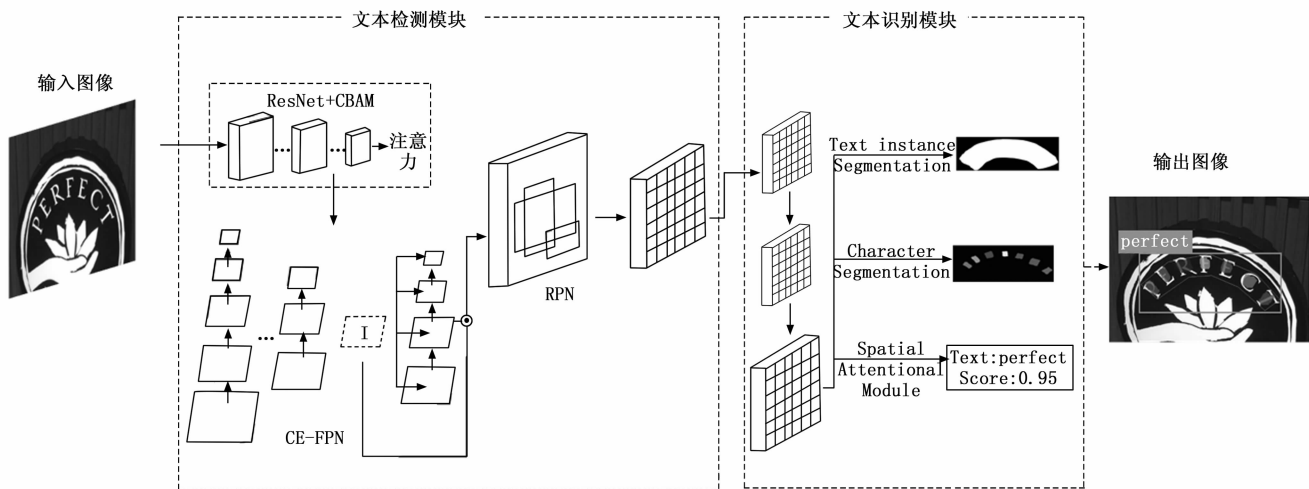 文本检测模块
文本识别模块
输入图像
ResNet+CBAM
注意
力
Text instance
Segmentation
输出图像
PERFECT
perfect
PERFECT
Character
Segmentation
RPN
I
Spatial
Attentional
Module
Text:perfect
Score:0.95
CE-FPN